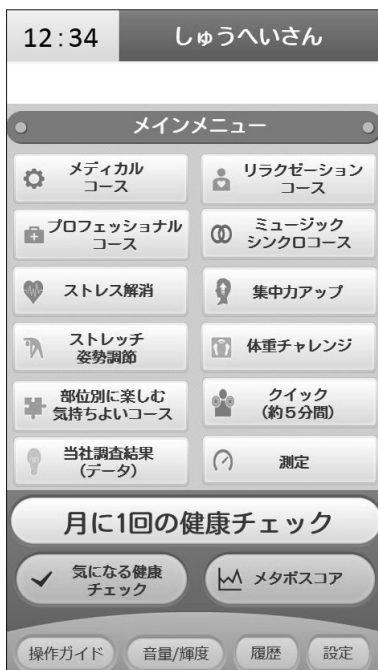 12:34
しゅうへいさん
メインメニュー
メディカル
コース
リラクゼーション
コース
プロフェッショナル
コース
ミュージック
シンクロコース
ストレス解消
集中力アップ
ストレッチ
姿勢調節
体重チャレンジ
部位別に楽しむ
気持ちよいコース
クイック
(約5分間)
当社調査結果
(データ)
測定
月に1回の健康チェック
気になる健康
チェック
メタボスコア
操作ガイド
音量/輝度
履歴
設定